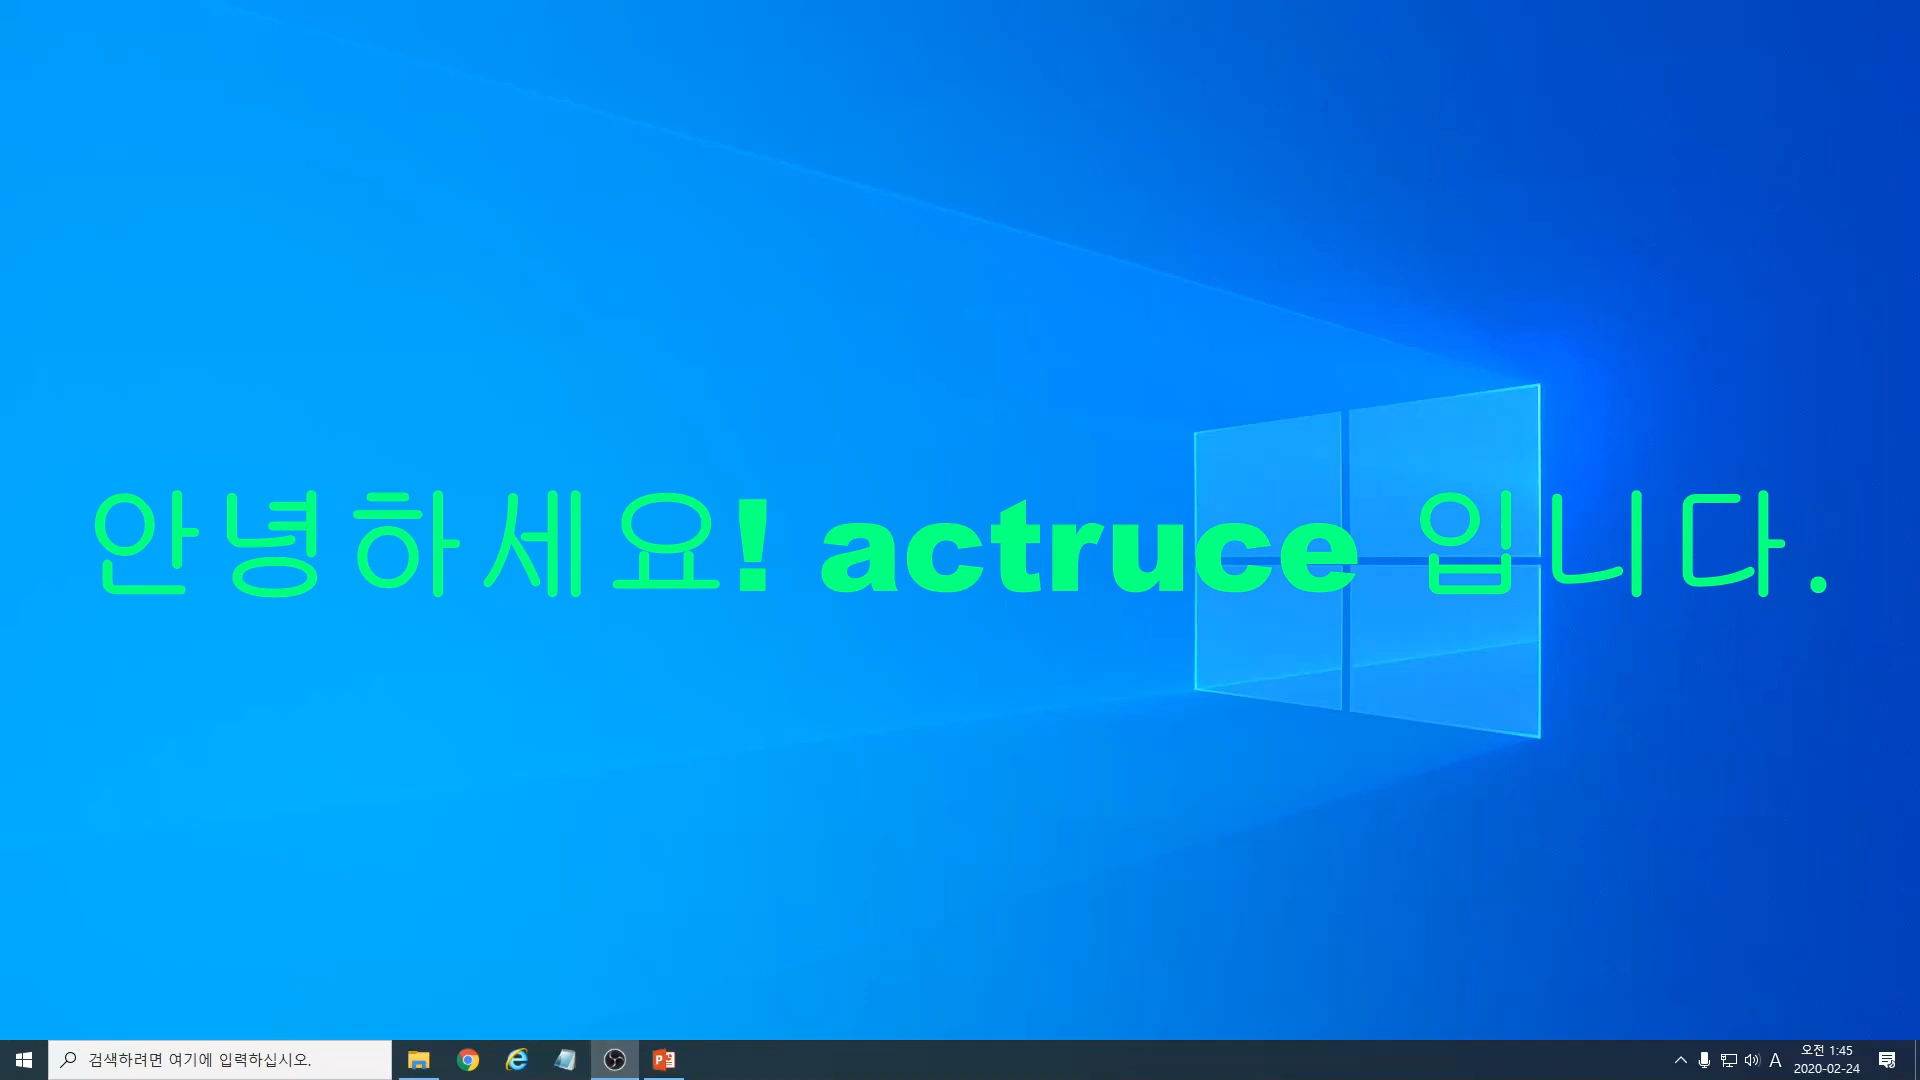 안녕하세요! actruce 입니다.
검색하려면 여기에 입력하십시오.
A
오전 1:45
2020-02-24